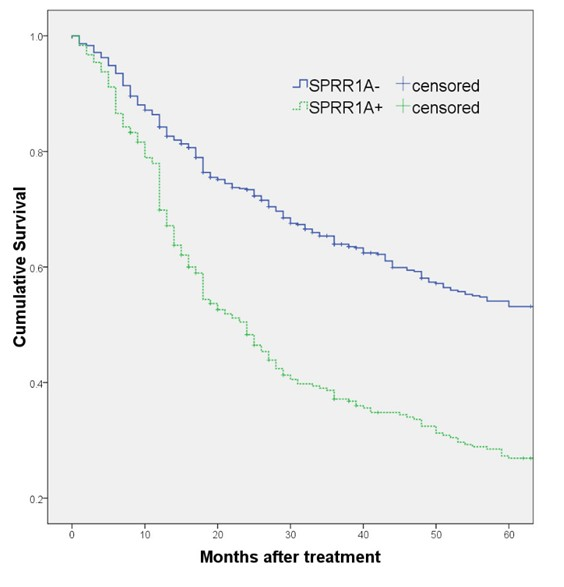 1.0
0.8
0.6
0.4
0.2
SPRR1A- censored
SPRR1A+ censored
Cumulative Survival
0 10 20 30 40 50 60
Months after treatment